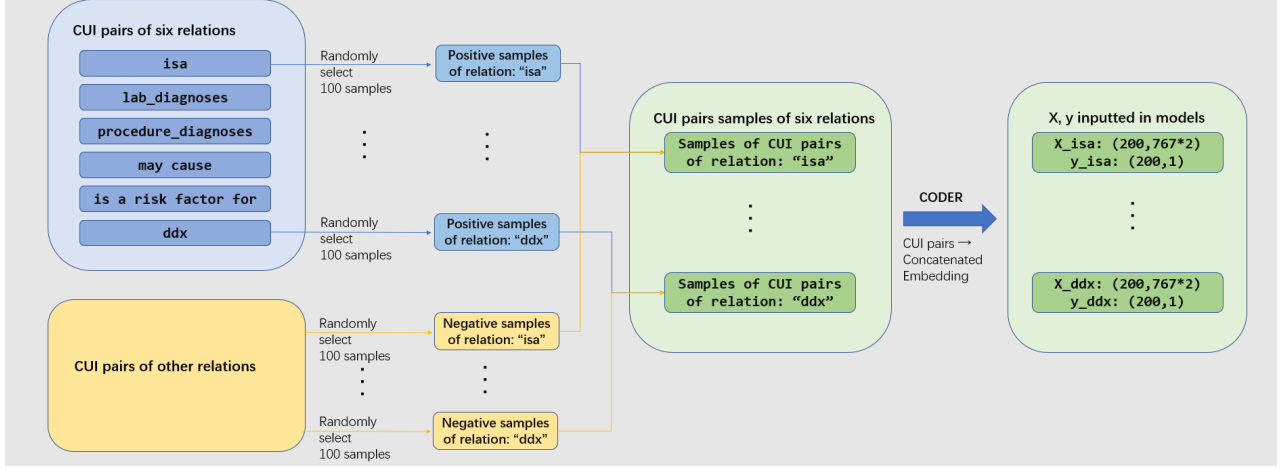 CUI pairs of six relations
isa
lab_diagnoses
procedure_diagnoses
may cause
is a risk factor for
ddx
Randomly
select
100 samples
Positive samples
of relation: “isa”
Randomly
select
100 samples
Positive samples
of relation: “ddx”
CUI pairs of other relations
Randomly
select
100 samples
Negative samples
of relation: “isa”
Randomly
select
100 samples
Negative samples
of relation: “ddx”
CUI pairs samples of six relations
Samples of CUI pairs
of relation: “isa”
Samples of CUI pairs
of relation: “ddx”
CODER
CUI pairs →
Concatenated
Embedding
X, y inputted in models
X_isa: (200,767*2)
y_isa: (200,1)
X_ddx: (200,767*2)
y_ddx: (200,1)